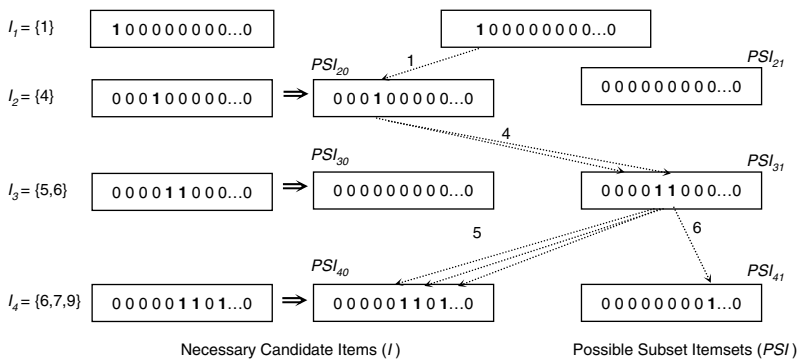 I₁ = {1} 1 0 0 0 0 0 0 0 0…0 1 0 0 0 0 0 0 0 0…0
1
PSI₂₀ PSI₂₁
I₂ = {4} 0 0 0 1 0 0 0 0 0…0 ⇒ 0 0 0 1 0 0 0 0 0…0 0 0 0 0 0 0 0 0 0…0
4
PSI₃₀ PSI₃₁
I₃ = {5,6} 0 0 0 0 1 1 0 0 0…0 ⇒ 0 0 0 0 0 0 0 0 0…0 0 0 0 0 1 1 0 0 0…0
5 6
PSI₄₀ PSI₄₁
I₄ = {6,7,9} 0 0 0 0 0 1 1 0 1…0 ⇒ 0 0 0 0 0 1 1 0 1…0 0 0 0 0 0 0 0 0 1…0
Necessary Candidate Items (I) Possible Subset Itemsets (PSI)